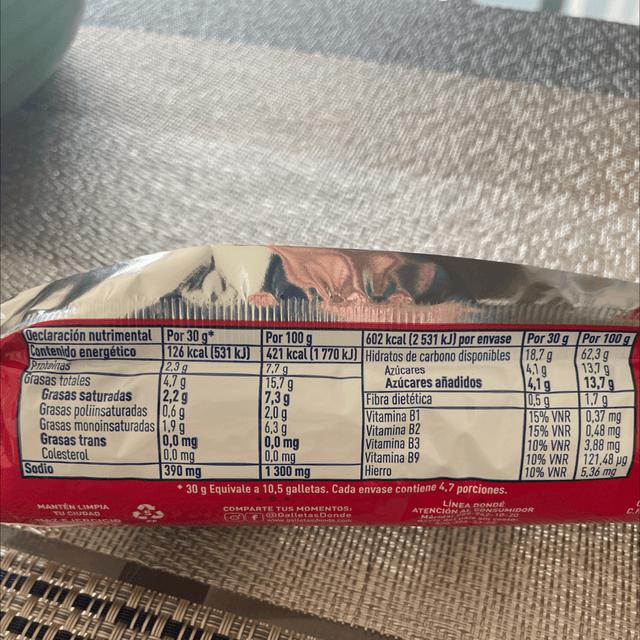 Declaración nutrimental Por 30 g* Por 100 g 602 kcal (2 531 kJ) por envase Por 30 g Por 100 g
Contenido energético 126 kcal (531 kJ) 421 kcal (1 770 kJ) Hidratos de carbono disponibles 18,7 g 62,3 g
Proteínas 2,3 g 7,7 g Azúcares 4,1 g 13,7 g
Grasas totales 4,7 g 15,7 g Azúcares añadidos 4,1 g 13,7 g
Grasas saturadas 2,2 g 7,3 g Fibra dietética 0,5 g 1,7 g
Grasas poliinsaturadas 0,6 g 2,0 g Vitamina B1 15% VNR 0,37 mg
Grasas monoinsaturadas 1,9 g 6,3 g Vitamina B2 15% VNR 0,48 mg
Grasas trans 0,0 mg 0,0 mg Vitamina B3 10% VNR 3,88 mg
Colesterol 0,0 mg 0,0 mg Vitamina B9 10% VNR 121,48 µg
Sodio 390 mg 1 300 mg Hierro 10% VNR 5,36 mg
* 30 g Equivale a 10,5 galletas. Cada envase contiene 4,7 porciones.
MANTÉN LIMPIA
TU CIUDAD
5
COMPARTE TUS MOMENTOS:
@GalletasDonde
www.galletasdonde.com
LÍNEA DONDÉ
ATENCIÓN AL CONSUMIDOR